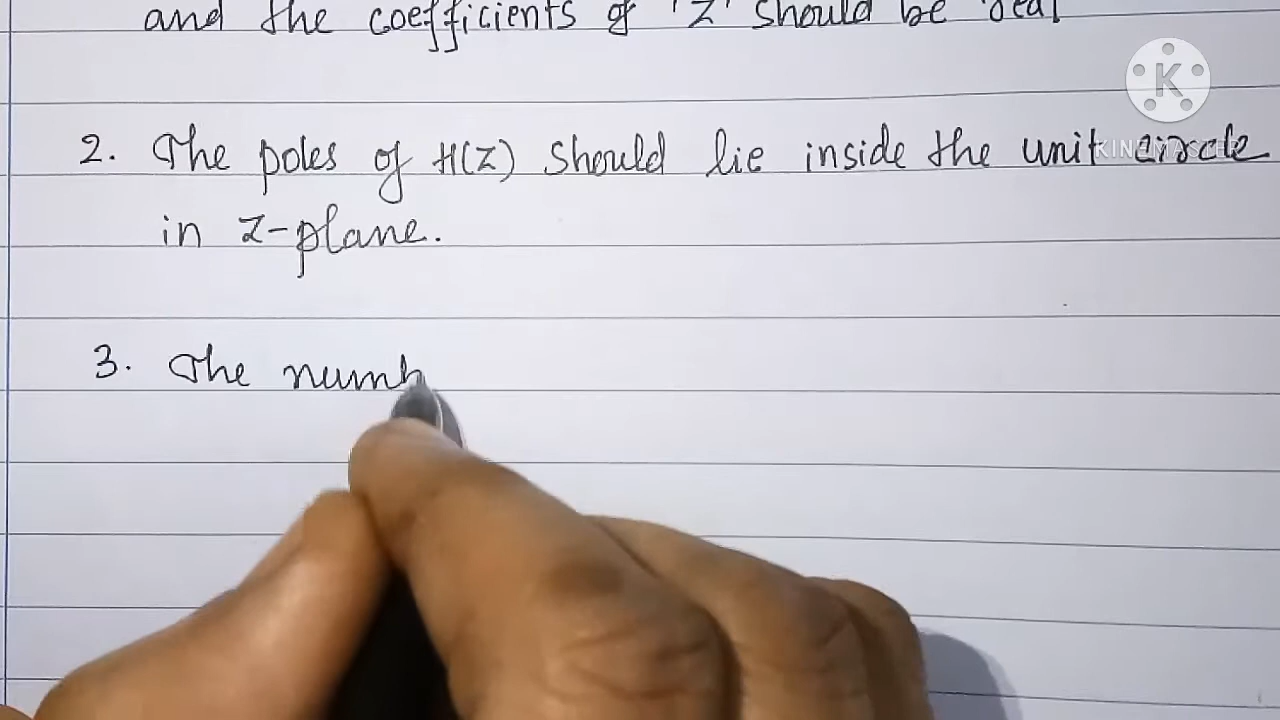 and the coefficients of 'Z' should be real
2. The poles of H(Z) should lie inside the unit circle
in Z-plane.
3. The numb
K